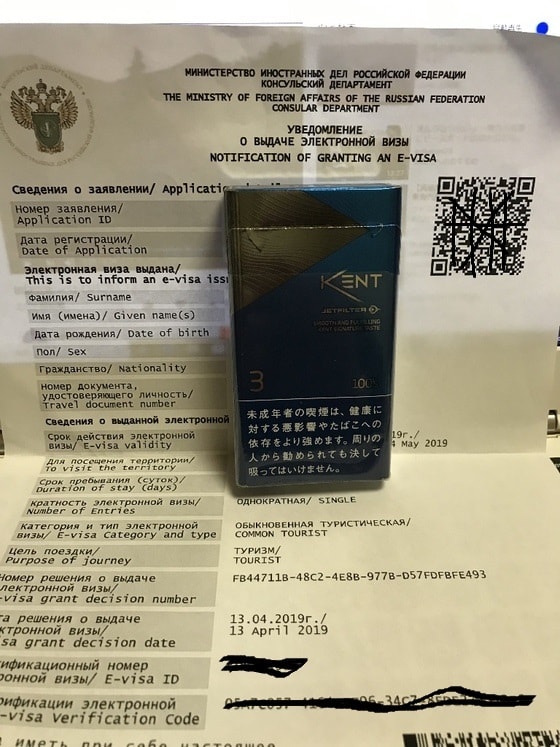 МИНИСТЕРСТВО ИНОСТРАННЫХ ДЕЛ РОССИЙСКОЙ ФЕДЕРАЦИИ
КОНСУЛЬСКИЙ ДЕПАРТАМЕНТ
THE MINISTRY OF FOREIGN AFFAIRS OF THE RUSSIAN FEDERATION
CONSULAR DEPARTMENT
УВЕДОМЛЕНИЕ
О ВЫДАЧЕ ЭЛЕКТРОННОЙ ВИЗЫ
NOTIFICATION OF GRANTING AN E-VISA
Сведения о заявлении/
Номер заявления/
Application ID
Дата регистрации/
Date of Application
Электронная виза выдана/
This is to inform an e-visa
Фамилия/ Surname
Имя (имена)/ Given name(s)
Дата рождения/ Date of birth
Пол/ Sex
Гражданство/ Nationality
Номер документа,
удостоверяющего личность/
Travel document number
Сведения о выданной электронной
Срок действия электронной
визы/ E-visa validity
May 2019
Для посещения территории/
To visit the territory
Срок пребывания (суток)/
Duration of stay (days)
Кратность электронной визы/
Number of Entries
ОДНОКРАТНАЯ/ SINGLE
Категория и тип электронной
визы/ E-visa Category and type
ОБЫКНОВЕННАЯ ТУРИСТИЧЕСКАЯ/
COMMON TOURIST
Цель поездки/
Purpose of journey
ТУРИЗМ/
TOURIST
Номер решения о выдаче
электронной визы/
e-visa grant decision number
FB44711B-48C2-4E8B-977B-D57FDFBFE493
решения о выдаче
визы/
grant decision date
13.04.2019г./
13 April 2019
номер
визы/ E-visa ID
электронной
Verification Code
иметь при себе настоящее
KENT
JETFILTER
3
100
未成年者の喫煙は、健康に
対する悪影響やたばこへの
依存をより強めます。周りの
人から勧められても決して
吸ってはいけません。